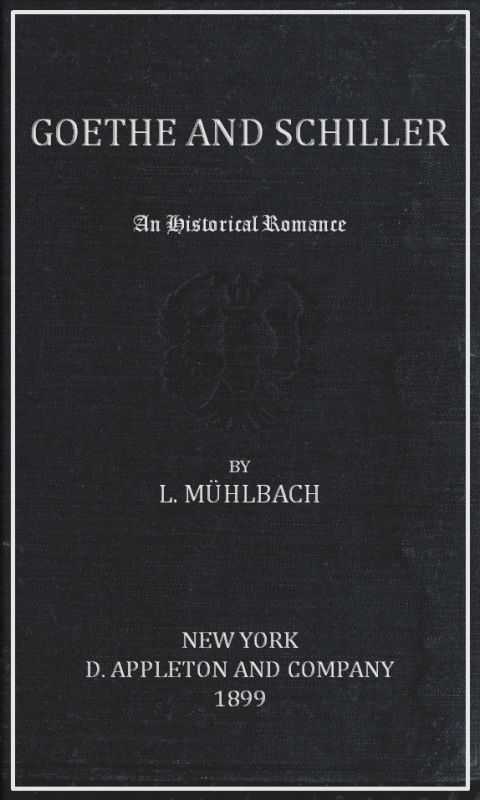 GOETHE AND SCHILLER
An Historical Romance
BY
L. MÜHLBACH
NEW YORK
D. APPLETON AND COMPANY
1899